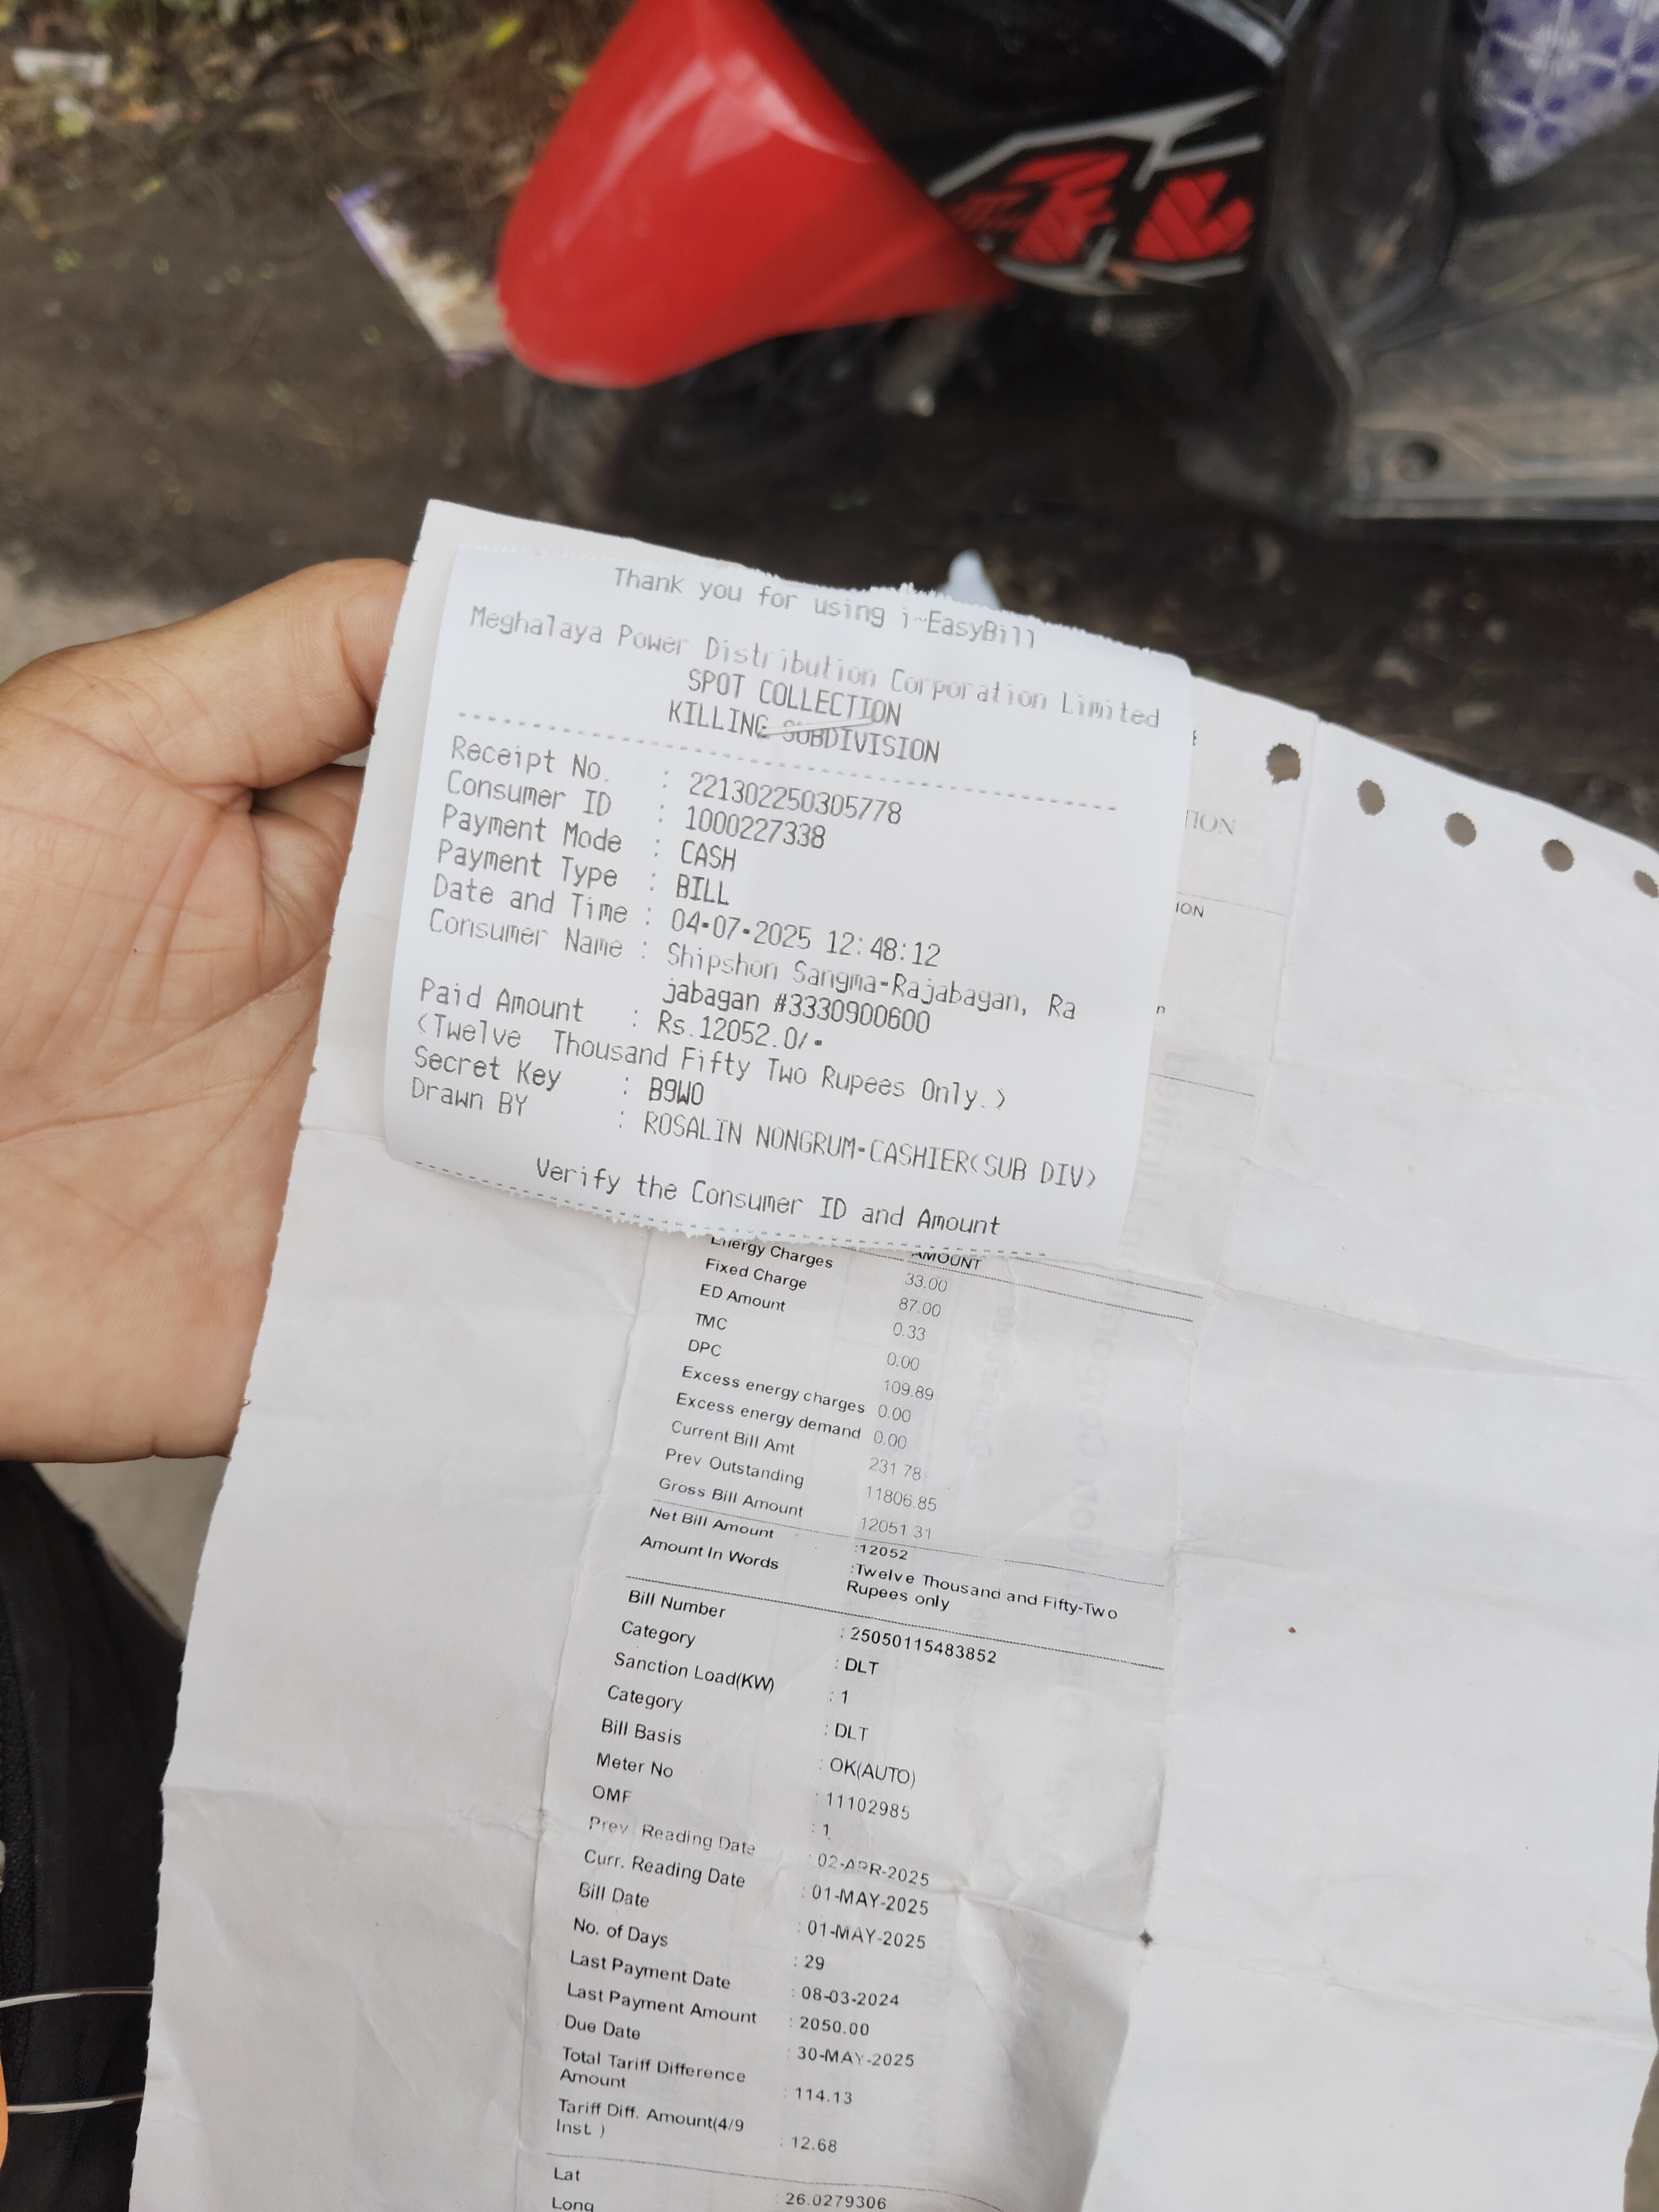 Thank you for using i~EasyBill
Meghalaya Power Distribution Corporation Limited
SPOT COLLECTION
KILLING SUBDIVISION
Receipt No. : 221302250305778
Consumer ID : 1000227338
Payment Mode : CASH
Payment Type : BILL
Date and Time : 04-07-2025 12:48:12
Consumer Name : Shipshon Sangma-Rajabagan, Ra
jabagan #3330900600
Paid Amount : Rs.12052.0/-
(Twelve Thousand Fifty Two Rupees Only.)
Secret Key : B9WO
Drawn BY : ROSALIN NONGRUM-CASHIER(SUB DIV)
Verify the Consumer ID and Amount
TION
ION
n
AMOUNT
Energy Charges 33.00
Fixed Charge 87.00
ED Amount 0.33
TMC 0.00
DPC 109.89
Excess energy charges 0.00
Excess energy demand 0.00
Current Bill Amt 231.78
Prev Outstanding 11806.85
Gross Bill Amount 12051.31
Net Bill Amount :12052
Amount In Words :Twelve Thousand and Fifty-Two
Rupees only
Bill Number : 25050115483852
Category : DLT
Sanction Load(KW) : 1
Category : DLT
Bill Basis : OK(AUTO)
Meter No : 11102985
OMF : 1
Prev. Reading Date : 02-APR-2025
Curr. Reading Date : 01-MAY-2025
Bill Date : 01-MAY-2025
No. of Days : 29
Last Payment Date : 08-03-2024
Last Payment Amount : 2050.00
Due Date : 30-MAY-2025
Total Tariff Difference
Amount : 114.13
Tariff Diff. Amount(4/9
Inst.) : 12.68
Lat : 26.0279306
Long